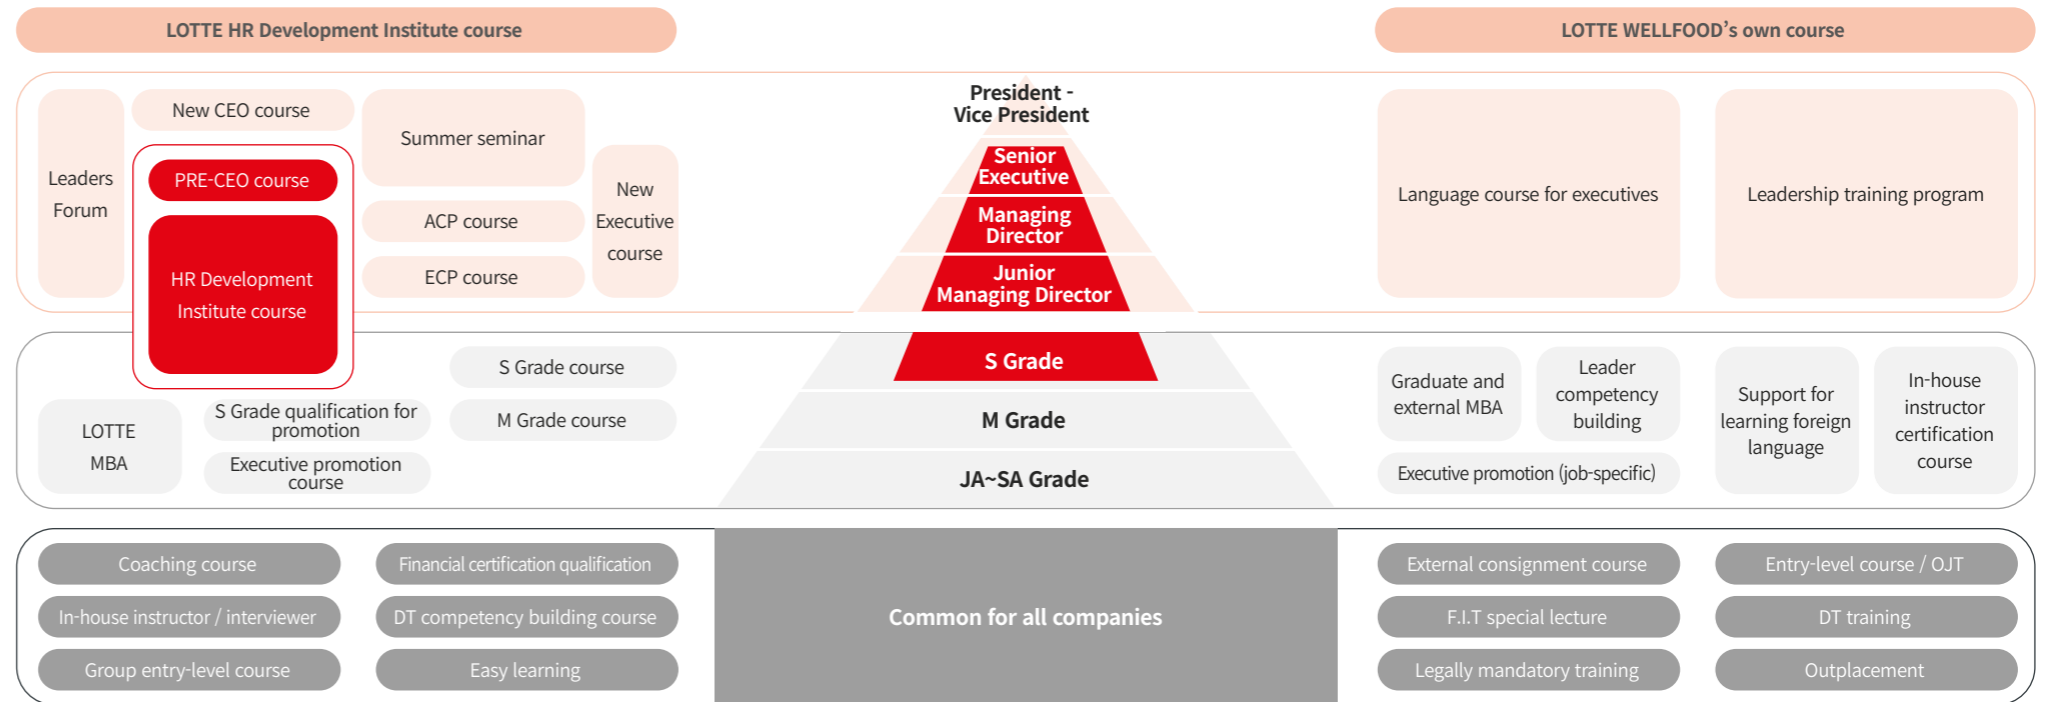 LOTTE HR Development Institute course
LOTTE WELLFOOD’s own course
Leaders
Forum
New CEO course
PRE-CEO course
HR Development
Institute course
Summer seminar
ACP course
ECP course
New
Executive
course
President -
Vice President
Senior
Executive
Managing
Director
Junior
Managing Director
Language course for executives
Leadership training program
LOTTE
MBA
S Grade qualification for
promotion
Executive promotion
course
S Grade course
M Grade course
S Grade
M Grade
JA~SA Grade
Graduate and
external MBA
Leader
competency
building
Executive promotion (job-specific)
Support for
learning foreign
language
In-house
instructor
certification
course
Coaching course
Financial certification qualification
In-house instructor / interviewer
DT competency building course
Group entry-level course
Easy learning
Common for all companies
External consignment course
Entry-level course / OJT
F.I.T special lecture
DT training
Legally mandatory training
Outplacement